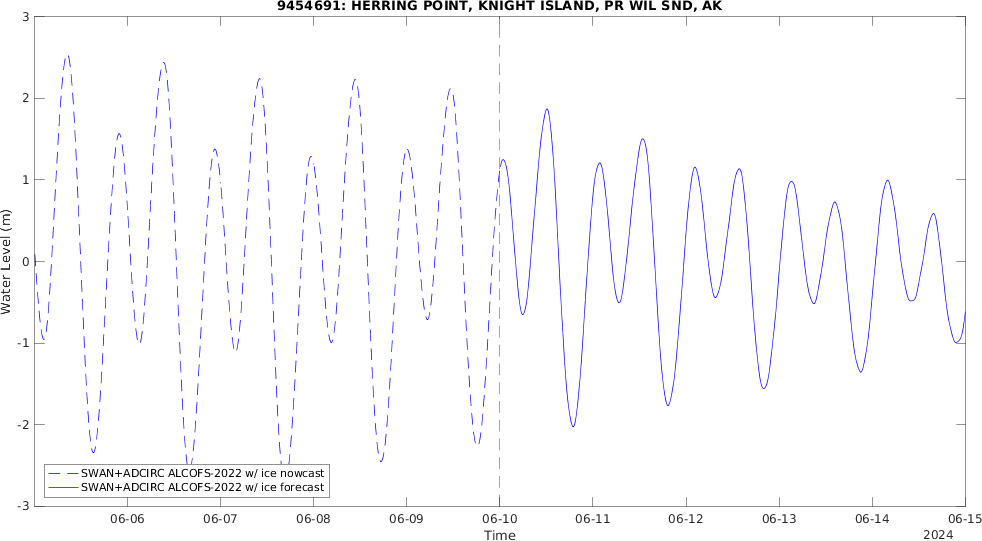 9454691: HERRING POINT, KNIGHT ISLAND, PR WIL SND, AK
3
2
1
0
-1
-2
-3
Water Level (m)
SWAN+ADCIRC ALCOFS-2022 w/ ice nowcast
SWAN+ADCIRC ALCOFS-2022 w/ ice forecast
06-06 06-07 06-08 06-09 06-10 06-11 06-12 06-13 06-14 06-15
Time
2024